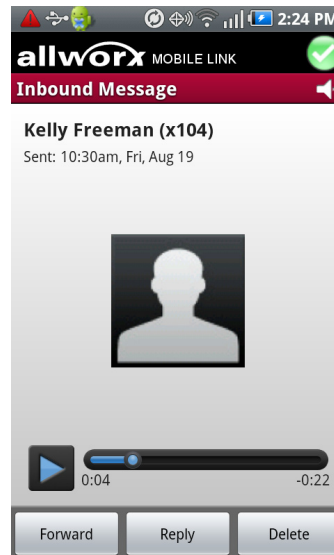 2:24 PM
allworx MOBILE LINK
Inbound Message
Kelly Freeman (x104)
Sent: 10:30am, Fri, Aug 19
0:04 -0:22
Forward Reply Delete